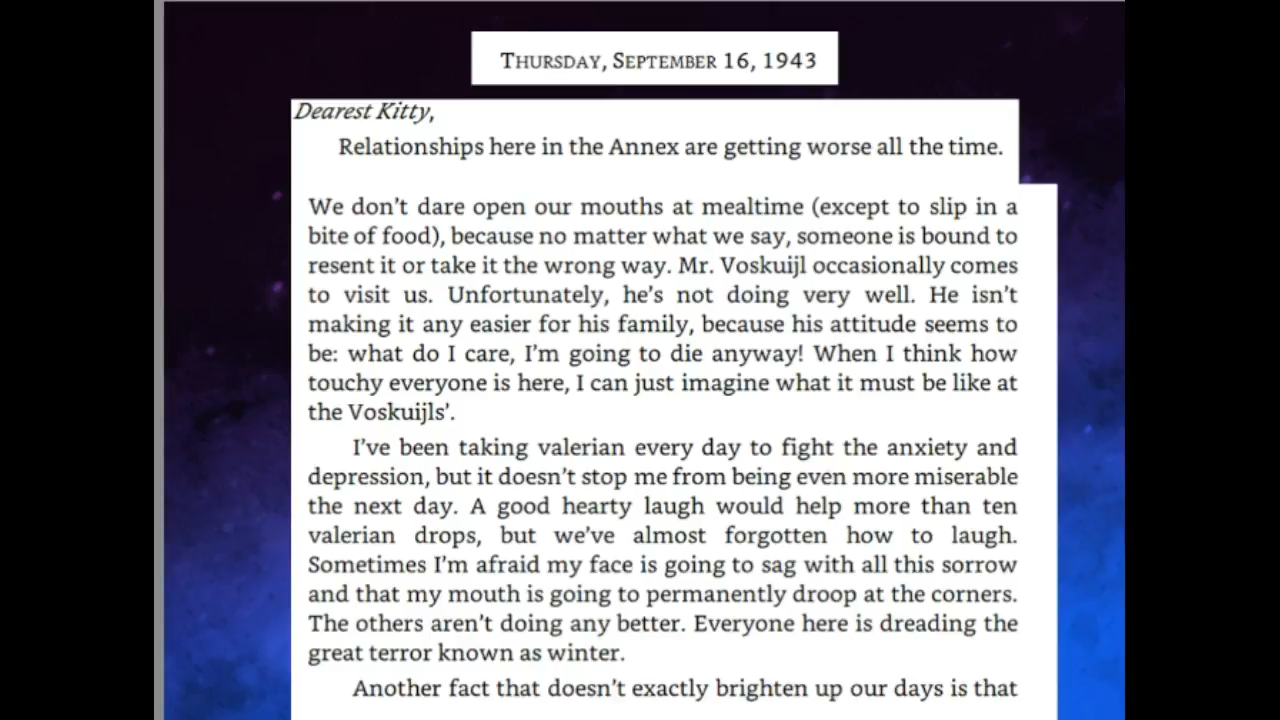 THURSDAY, SEPTEMBER 16, 1943
Dearest Kitty,
Relationships here in the Annex are getting worse all the time.
We don't dare open our mouths at mealtime (except to slip in a
bite of food), because no matter what we say, someone is bound to
resent it or take it the wrong way. Mr. Voskuijl occasionally comes
to visit us. Unfortunately, he's not doing very well. He isn't
making it any easier for his family, because his attitude seems to
be: what do I care, I'm going to die anyway! When I think how
touchy everyone is here, I can just imagine what it must be like at
the Voskuijls'.
I've been taking valerian every day to fight the anxiety and
depression, but it doesn't stop me from being even more miserable
the next day. A good hearty laugh would help more than ten
valerian drops, but we've almost forgotten how to laugh.
Sometimes I'm afraid my face is going to sag with all this sorrow
and that my mouth is going to permanently droop at the corners.
The others aren't doing any better. Everyone here is dreading the
great terror known as winter.
Another fact that doesn't exactly brighten up our days is that